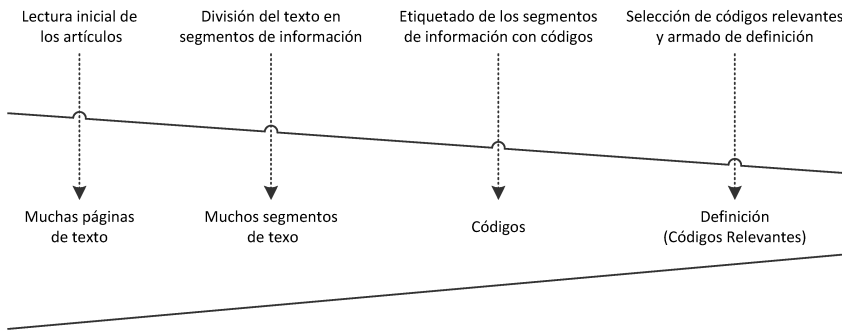 Lectura inicial de
los artículos
División del texto en
segmentos de información
Etiquetado de los segmentos
de información con códigos
Selección de códigos relevantes
y armado de definición
Muchas páginas
de texto
Muchos segmentos
de texo
Códigos
Definición
(Códigos Relevantes)